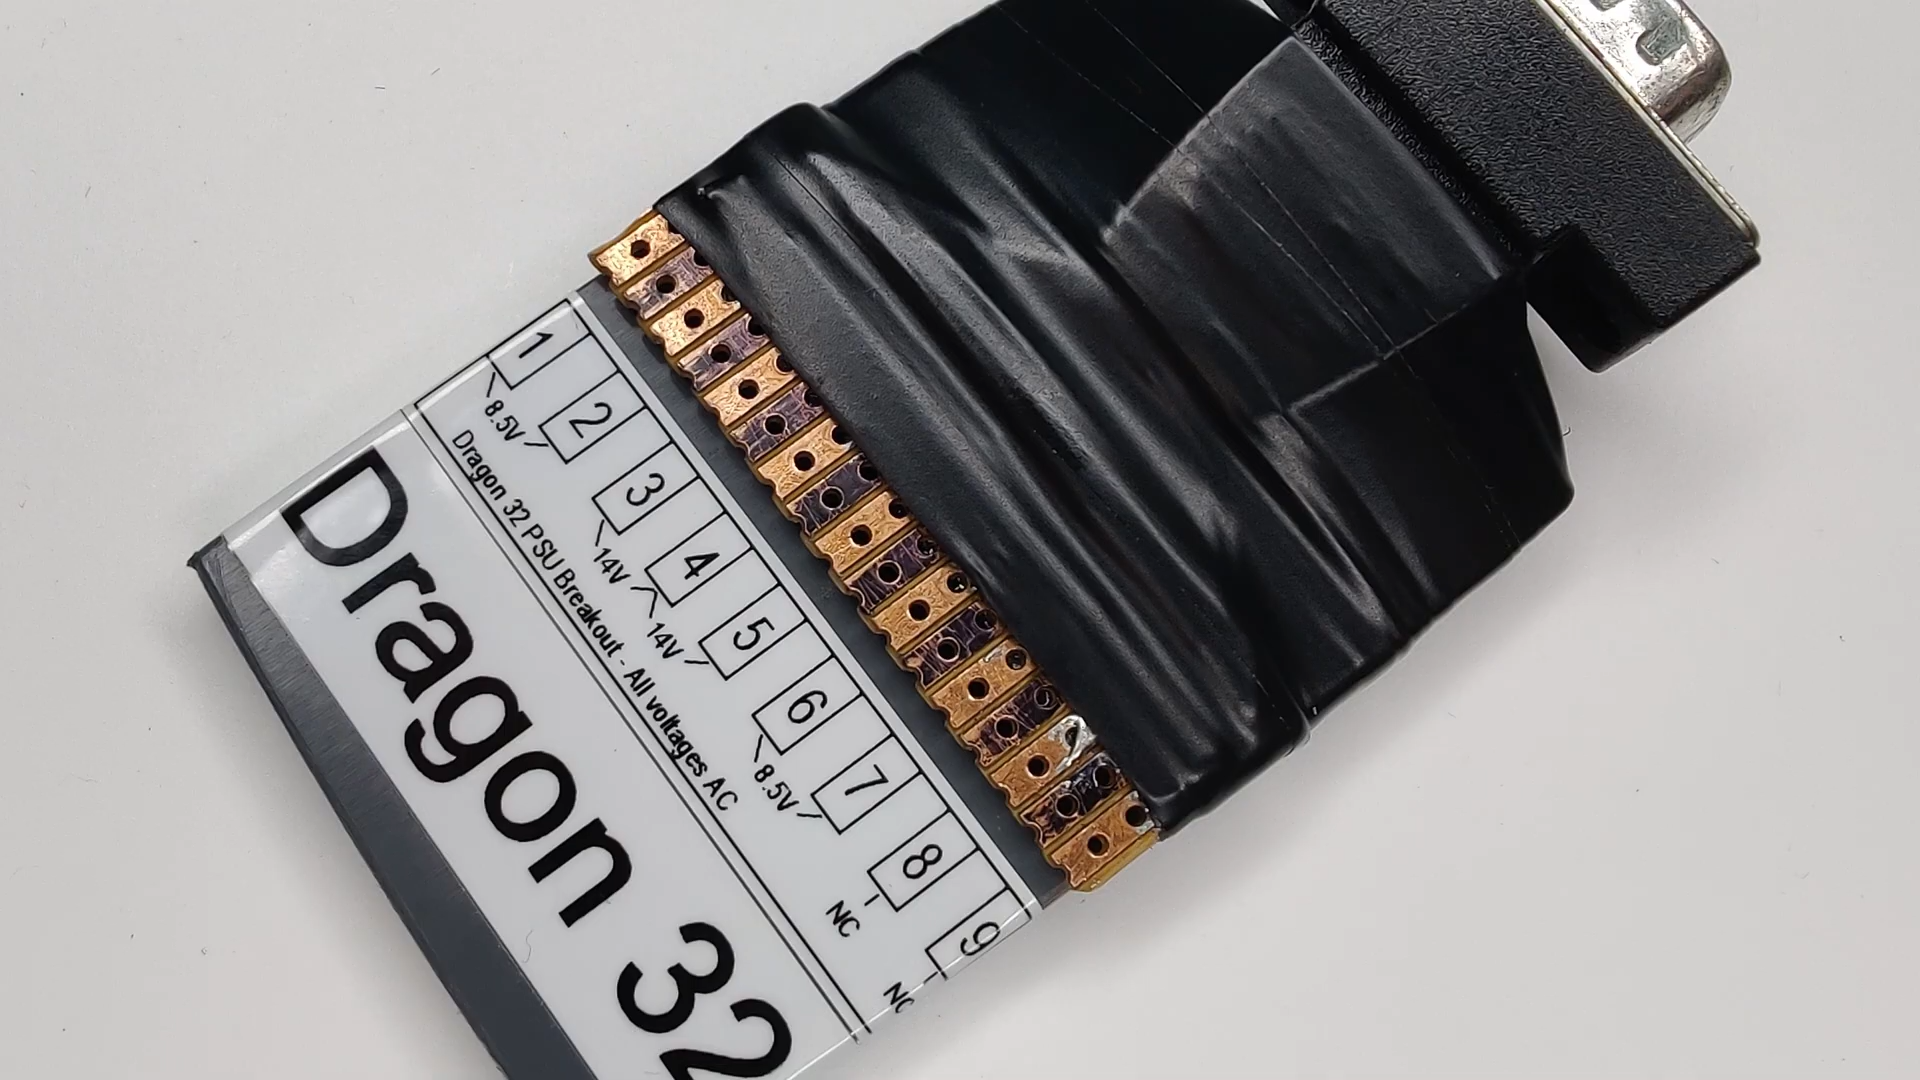 1 2 3 4 5 6 7 8 9
8.5V 14V 14V 8.5V NC NC
Dragon 32 PSU Breakout - All voltages AC
Dragon 32